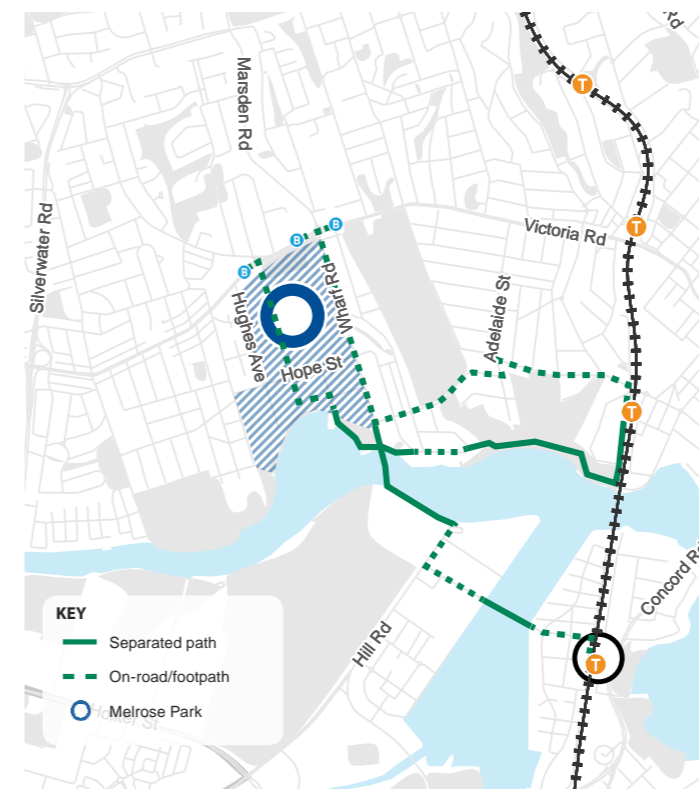 Rd
Marsden Rd
T
Silverwater Rd
B
B
T
Victoria Rd
B
Wharf Rd
Hughes Ave
Adelaide St
Hope St
T
Concord Rd
KEY
Separated path
On-road/footpath
Melrose Park
Hill Rd
T